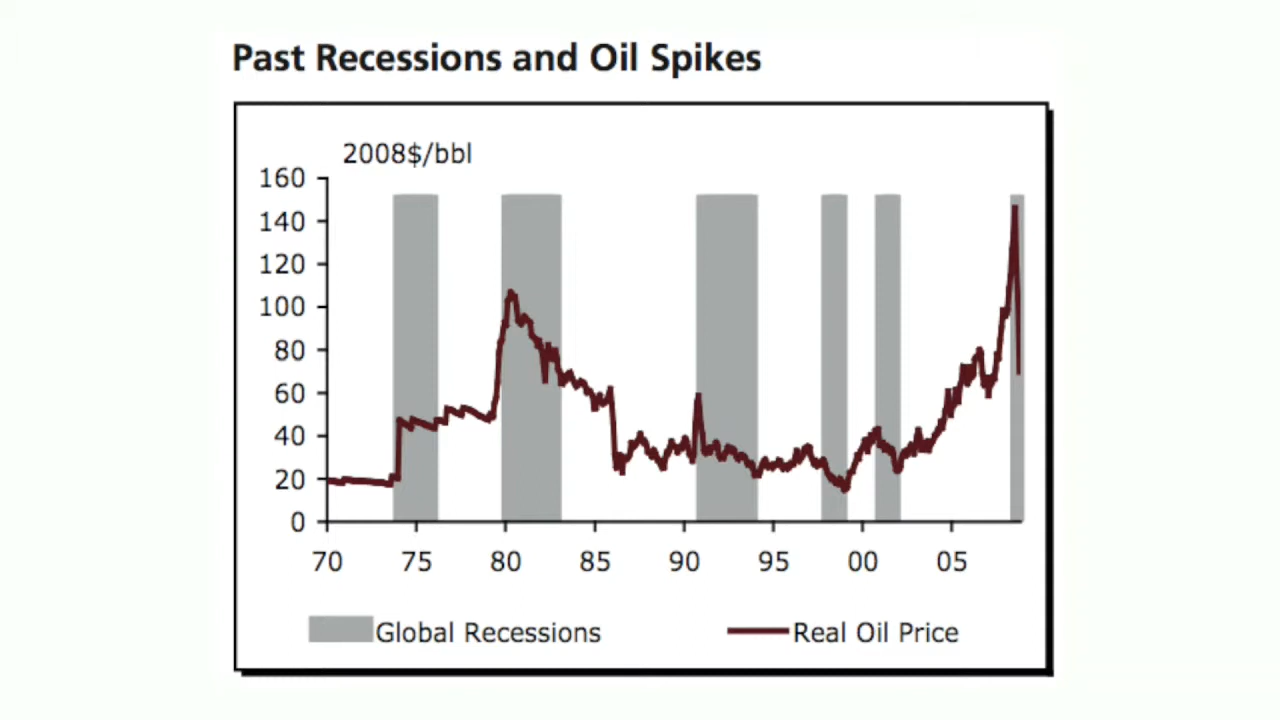 Past Recessions and Oil Spikes
2008$/bbl
160
140
120
100
80
60
40
20
0
70 75 80 85 90 95 00 05
Global Recessions Real Oil Price